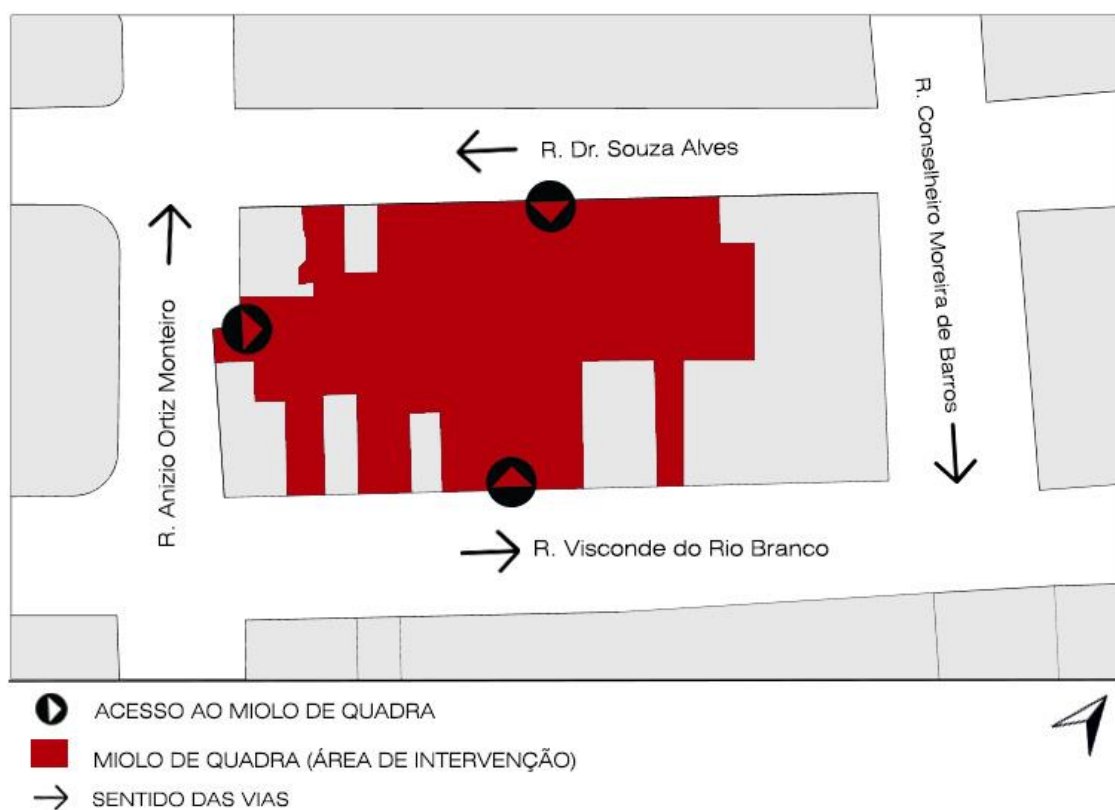 R. Dr. Souza Alves
R. Conselheiro Moreira de Barros
R. Anizio Ortiz Monteiro
R. Visconde do Rio Branco
ACESSO AO MIOLO DE QUADRA
MIOLO DE QUADRA (ÁREA DE INTERVENÇÃO)
SENTIDO DAS VIAS